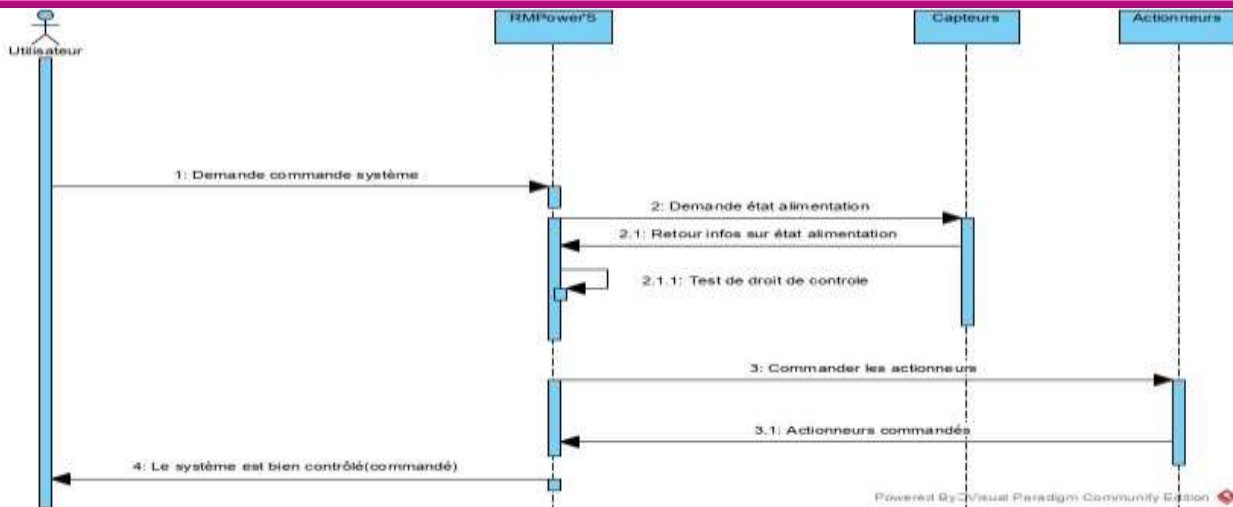 RMPower'S
Capteurs
Actionneurs
Utilisateur
1: Demande commande système
2: Demande état alimentation
2.1: Retour infos sur état alimentation
2.1.1: Test de droit de controle
3: Commander les actionneurs
3.1: Actionneurs commandés
4: Le système est bien contrôlé(commandé)
Powered By Visual Paradigm Community Edition